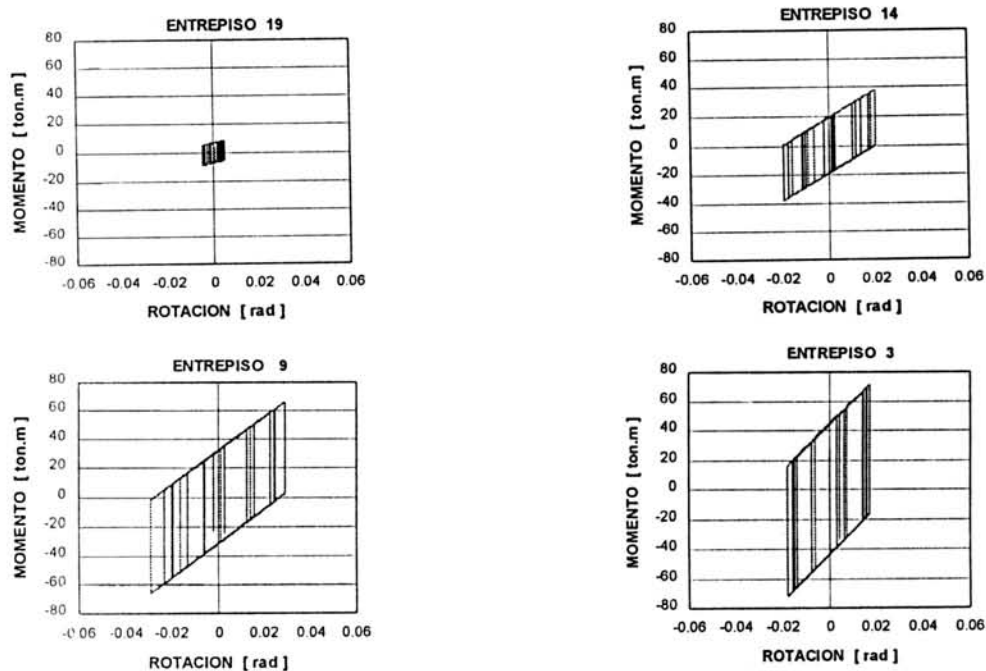 ENTREPISO 19
80
60
40
20
0
-20
-40
-60
-80
-0.06 -0.04 -0.02 0 0.02 0.04 0.06
MOMENTO [ ton.m ]
ROTACION [ rad ]
ENTREPISO 14
80
60
40
20
0
-20
-40
-60
-80
-0.06 -0.04 -0.02 0 0.02 0.04 0.06
MOMENTO [ ton.m ]
ROTACION [ rad ]
ENTREPISO 9
80
60
40
20
0
-20
-40
-60
-80
-0.06 -0.04 -0.02 0 0.02 0.04 0.06
MOMENTO [ ton.m ]
ROTACION [ rad ]
ENTREPISO 3
80
60
40
20
0
-20
-40
-60
-80
-0.06 -0.04 -0.02 0 0.02 0.04 0.06
MOMENTO [ ton.m ]
ROTACION [ rad ]